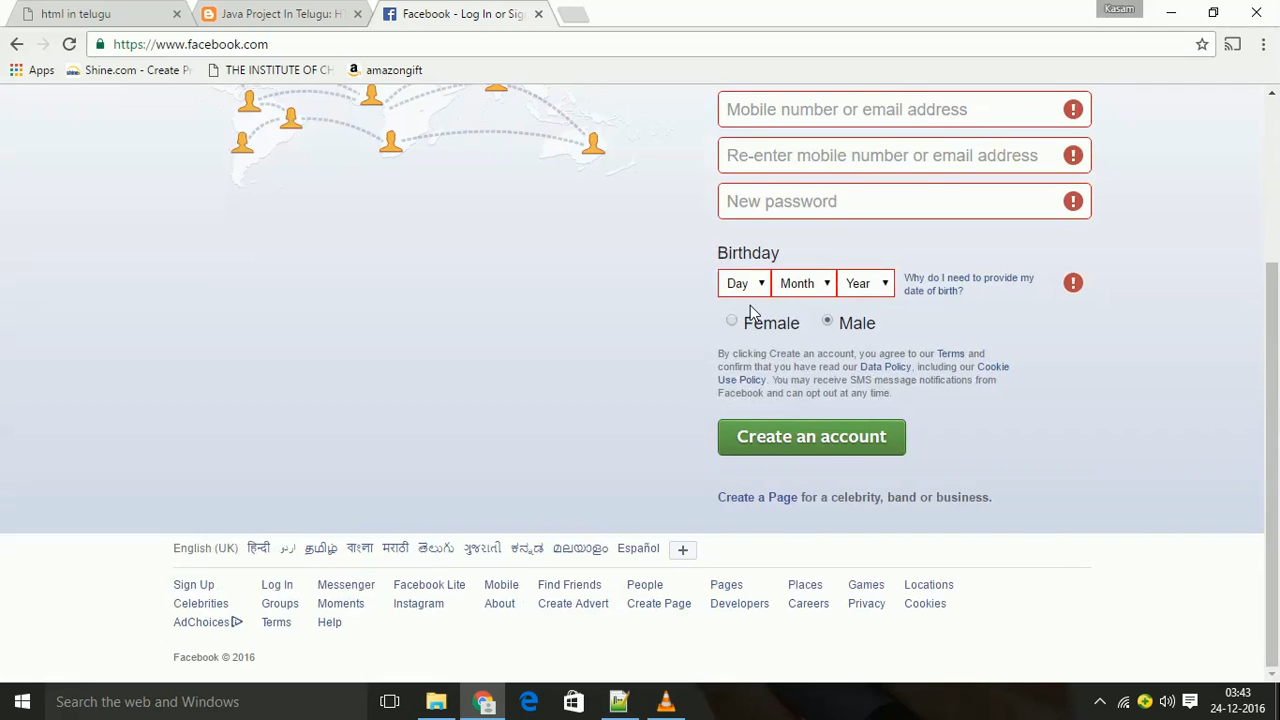 html in telugu
Java Project In Telugu: HT
Facebook - Log In or Sig
Kasam
https://www.facebook.com
Apps
Shine.com - Create Pr
THE INSTITUTE OF CH
amazongift
Mobile number or email address
Re-enter mobile number or email address
New password
Birthday
Day
Month
Year
Why do I need to provide my
date of birth?
Female
Male
By clicking Create an account, you agree to our Terms and
confirm that you have read our Data Policy, including our Cookie
Use Policy. You may receive SMS message notifications from
Facebook and can opt out at any time.
Create an account
Create a Page for a celebrity, band or business.
English (UK) हिन्दी اردو தமிழ் বাংলা मराठी తెలుగు ગુજરાતી ಕನ್ನಡ മലയാളം Español +
Sign Up Log In Messenger Facebook Lite Mobile Find Friends People Pages Places Games Locations
Celebrities Groups Moments Instagram About Create Advert Create Page Developers Careers Privacy Cookies
AdChoices Terms Help
Facebook © 2016
Search the web and Windows
03:43
24-12-2016